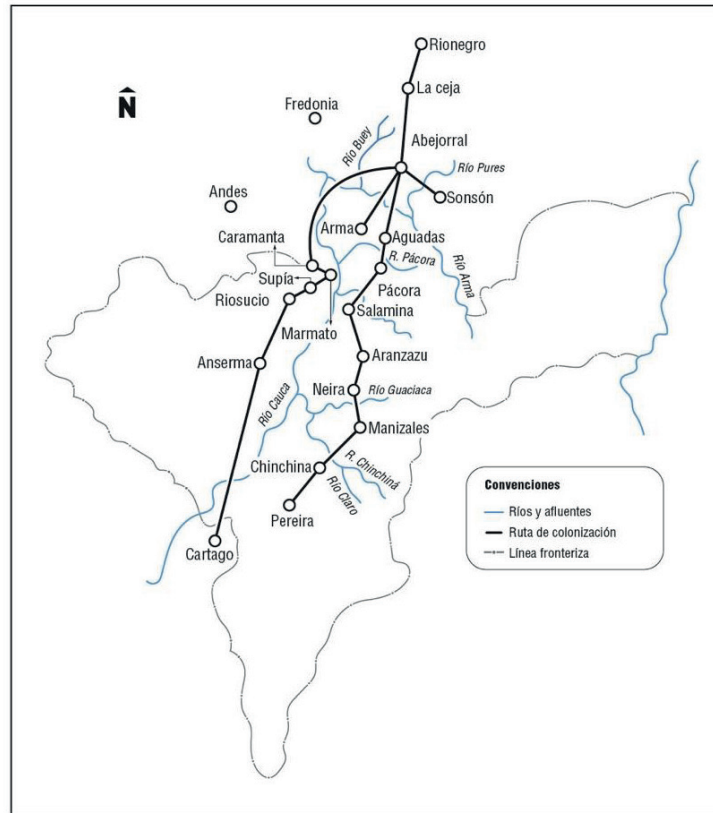 Rionegro
La ceja
N
Fredonia
Río Buey
Abejorral
Río Pures
Andes
Sonsón
Arma
Caramanta
Aguadas
R. Pácora
Río Arma
Supía
Riosucio
Pácora
Salamina
Marmato
Aranzazu
Anserma
Neira
Río Guaciaca
Río Cauca
Manizales
Chinchina
R. Chinchiná
Río Claro
Pereira
Cartago
Convenciones
Ríos y afluentes
Ruta de colonización
Línea fronteriza